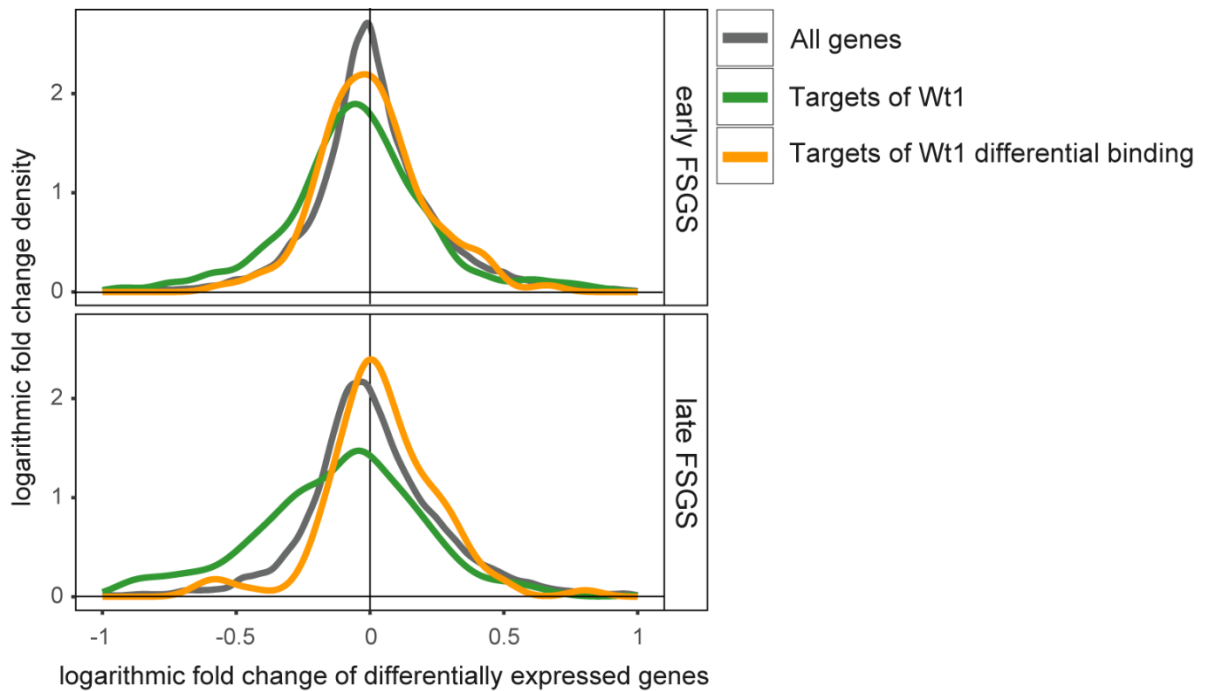 All genes
Targets of Wt1
Targets of Wt1 differential binding
logarithmic fold change density
2
1
0
early FSGS
2
1
0
late FSGS
-1
-0.5
0
0.5
1
logarithmic fold change of differentially expressed genes